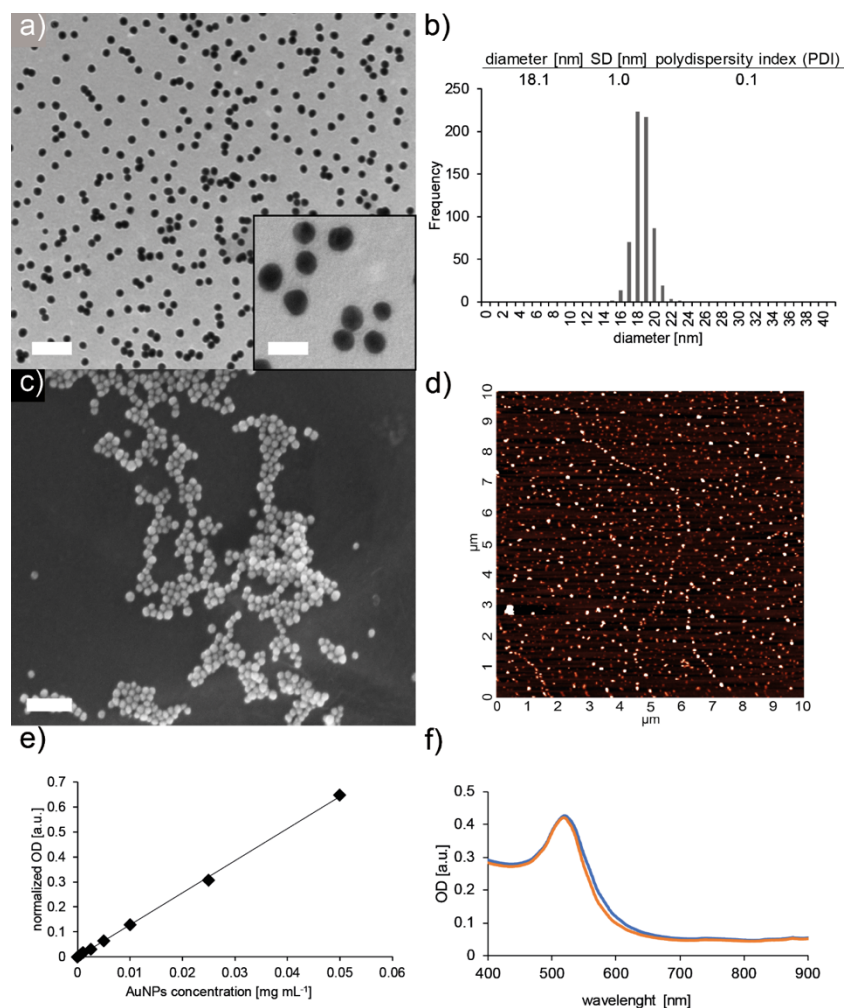 a)
b)
diameter [nm] SD [nm] polydispersity index (PDI)
18.1 1.0 0.1
250
200
150
100
50
0
Frequency
0 2 4 6 8 10 12 14 16 18 20 22 24 26 28 30 32 34 36 38 40
diameter [nm]
c)
d)
10
9
8
7
6
5
4
3
2
1
0
µm
0 1 2 3 4 5 6 7 8 9 10
µm
e)
0.7
0.6
0.5
0.4
0.3
0.2
0.1
0
normalized OD [a.u.]
0 0.01 0.02 0.03 0.04 0.05 0.06
AuNPs concentration [mg mL⁻¹]
f)
0.5
0.4
0.3
0.2
0.1
0
OD [a.u.]
400 500 600 700 800 900
wavelenght [nm]